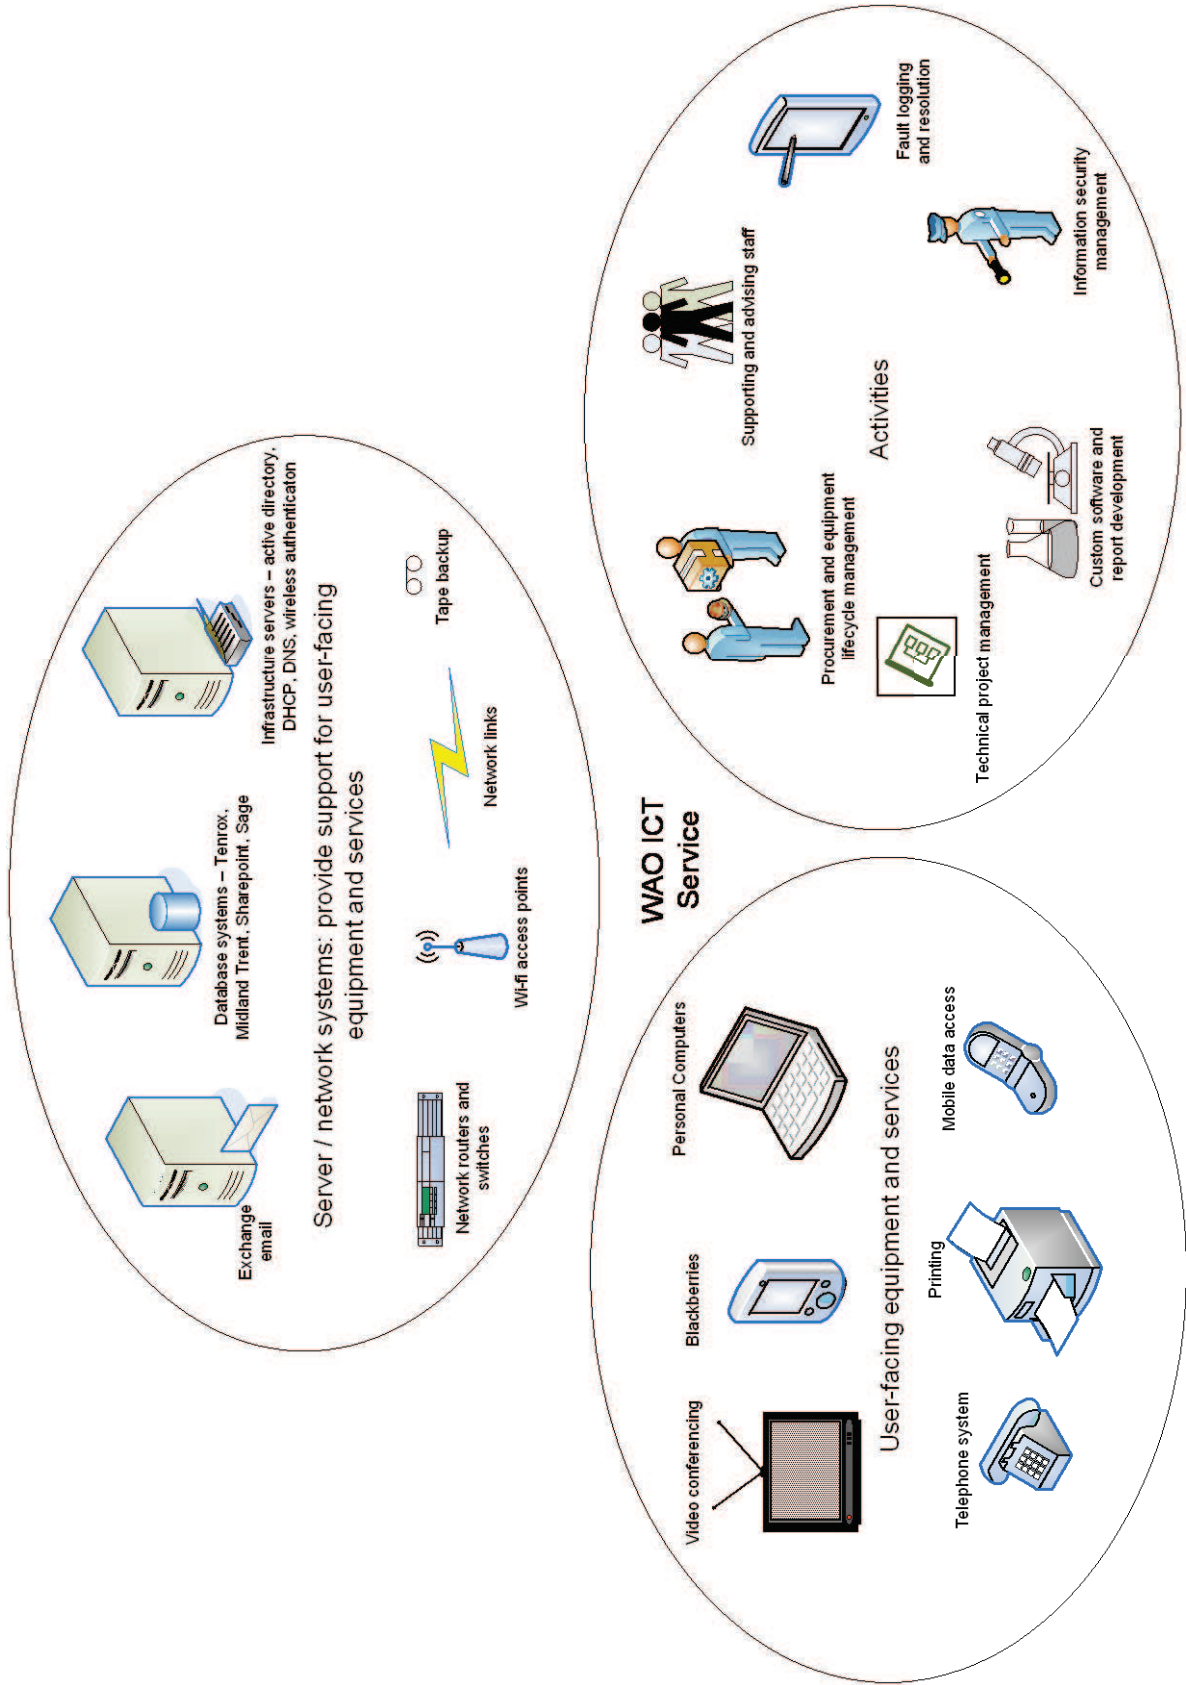 Exchange
email
Database systems – Tenrox,
Midland Trent, Sharepoint, Sage
Infrastructure servers – active directory,
DHCP, DNS, wireless authenticaton
Server / network systems: provide support for user-facing
equipment and services
Network routers and
switches
Wi-fi access points
Network links
Tape backup
WAO ICT
Service
Video conferencing
Blackberries
Personal Computers
User-facing equipment and services
Telephone system
Printing
Mobile data access
Procurement and equipment
lifecycle management
Supporting and advising staff
Fault logging
and resolution
Activities
Technical project management
Custom software and
report development
Information security
management